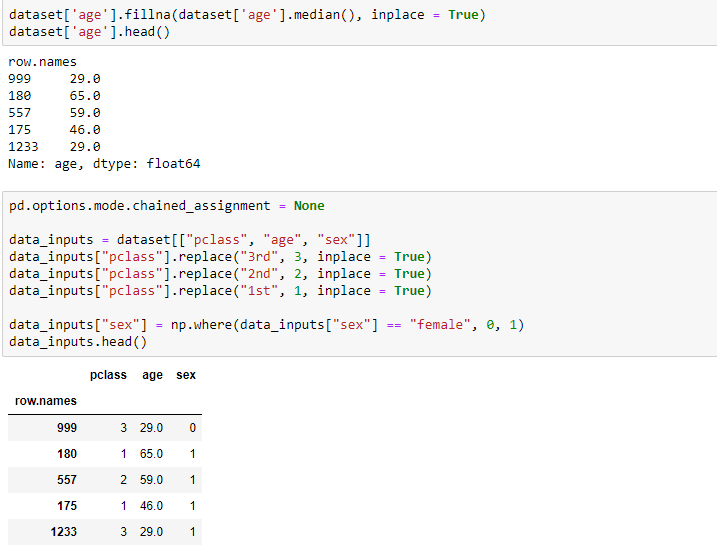 dataset['age'].fillna(dataset['age'].median(), inplace = True)
dataset['age'].head()
row.names
999     29.0
180     65.0
557     59.0
175     46.0
1233    29.0
Name: age, dtype: float64
pd.options.mode.chained_assignment = None
data_inputs = dataset[["pclass", "age", "sex"]]
data_inputs["pclass"].replace("3rd", 3, inplace = True)
data_inputs["pclass"].replace("2nd", 2, inplace = True)
data_inputs["pclass"].replace("1st", 1, inplace = True)
data_inputs["sex"] = np.where(data_inputs["sex"] == "female", 0, 1)
data_inputs.head()
pclass age sex
row.names
999 3 29.0 0
180 1 65.0 1
557 2 59.0 1
175 1 46.0 1
1233 3 29.0 1